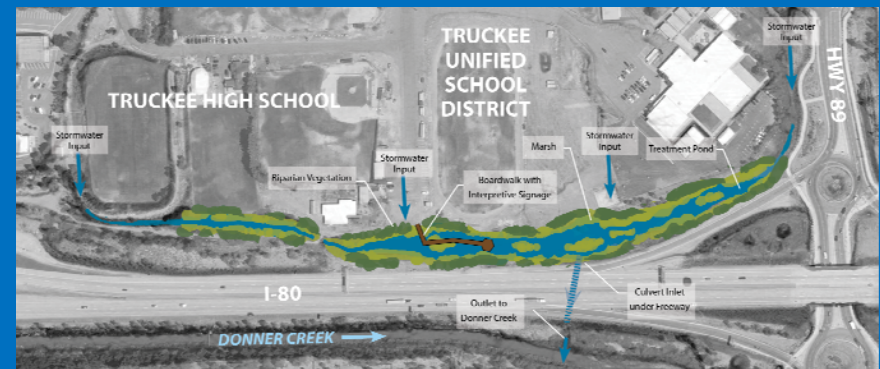 TRUCKEE
UNIFIED
SCHOOL
DISTRICT
Stormwater
Input
HWY 89
TRUCKEE HIGH SCHOOL
Stormwater
Input
Stormwater
Input
Marsh
Stormwater
Input
Treatment Pond
Riparian Vegetation
Boardwalk with
Interpretive Signage
I-80
Outlet to
Donner Creek
Culvert Inlet
under Freeway
DONNER CREEK